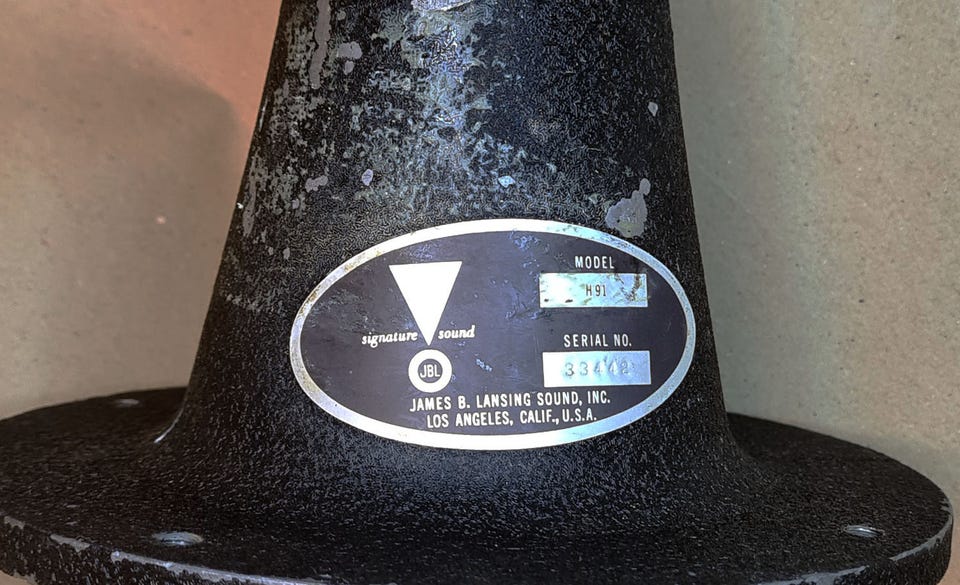 signature sound
JBL
JAMES B. LANSING SOUND, INC.
LOS ANGELES, CALIF., U.S.A.
MODEL
H91
SERIAL NO.
33442